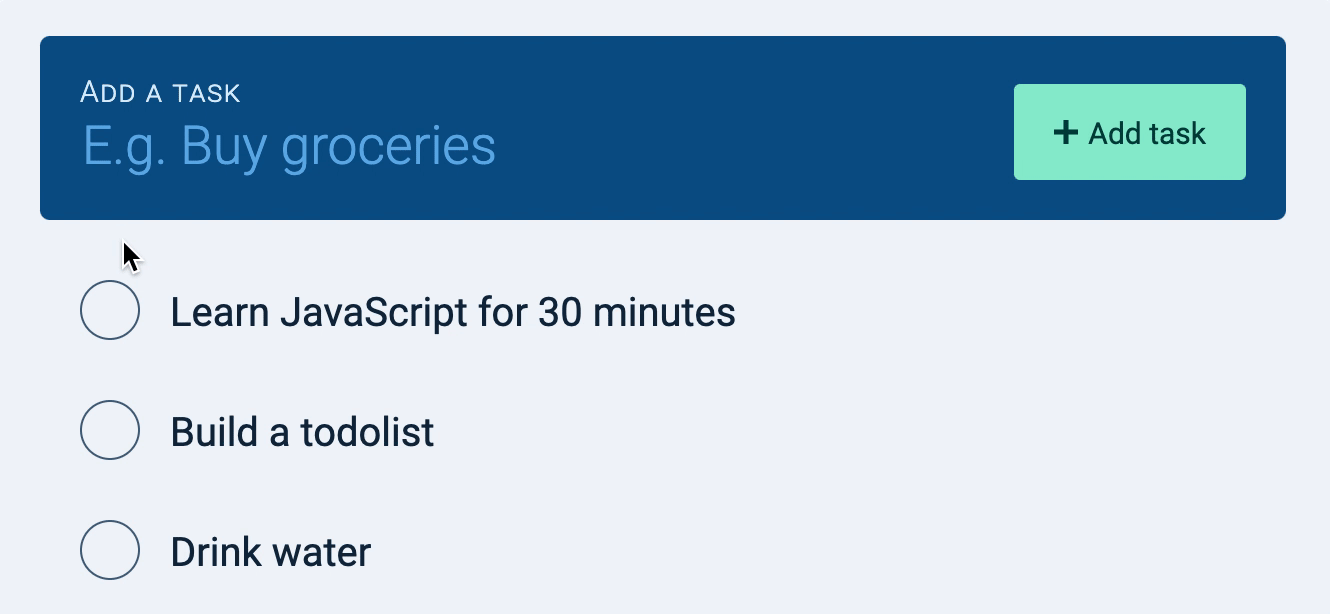 Add a task
E.g. Buy groceries
+ Add task
Learn JavaScript for 30 minutes
Build a todolist
Drink water